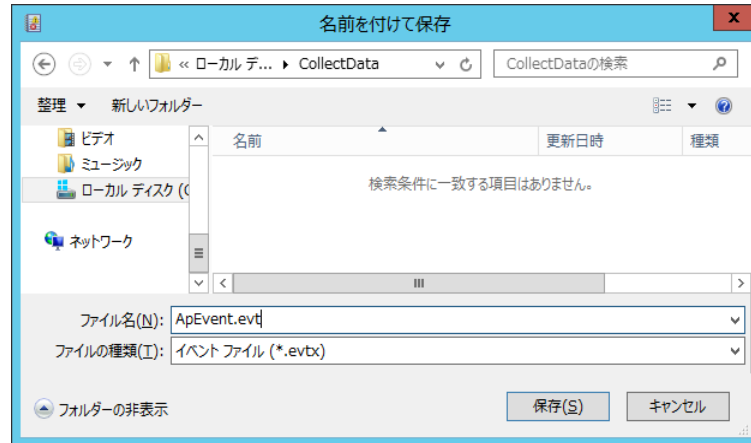 名前を付けて保存
x
« ローカル デ... ▸ CollectData
CollectDataの検索
整理 ▼ 新しいフォルダー
ビデオ
ミュージック
ローカル ディスク (C
ネットワーク
名前 更新日時 種類
検索条件に一致する項目はありません。
ファイル名(N): ApEvent.evt
ファイルの種類(T): イベント ファイル (*.evtx)
フォルダーの非表示
保存(S) キャンセル